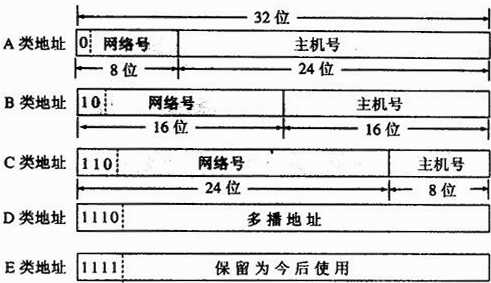 32 位
A 类地址 0 网络号 主机号
8 位 24 位
B 类地址 10 网络号 主机号
16 位 16 位
C 类地址 110 网络号 主机号
24 位 8 位
D 类地址 1110 多播地址
E 类地址 1111 保留为今后使用